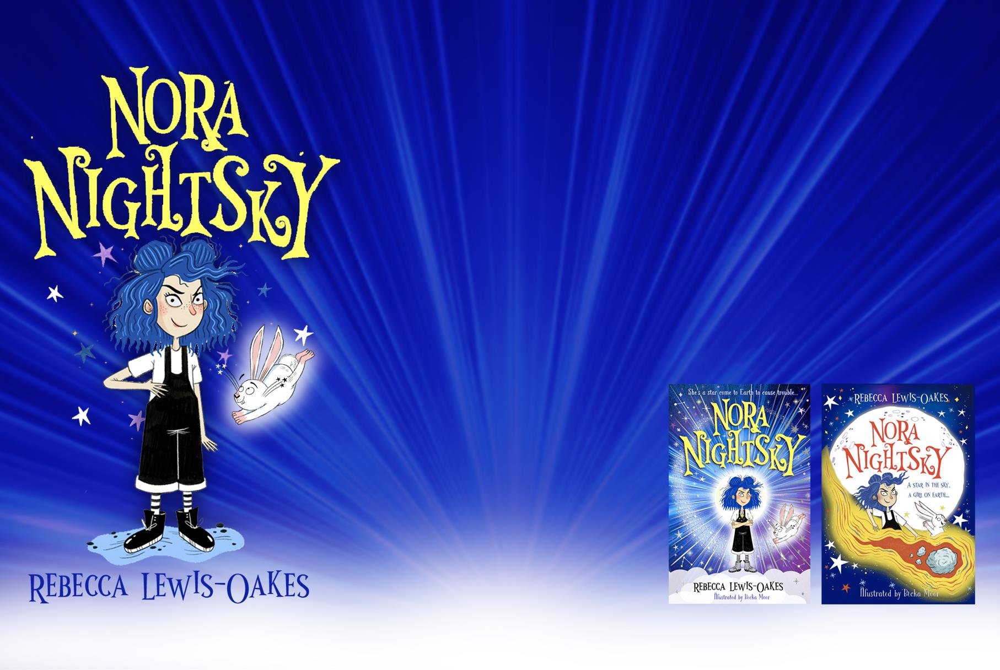 NORA
NIGHTSKY
REBECCA LEWIS-OAKES
She's a star come to Earth to cause trouble...
NORA
NIGHTSKY
REBECCA LEWIS-OAKES
Illustrated by Becka Moor
REBECCA LEWIS-OAKES
NORA
NIGHTSKY
A STAR IN THE SKY,
A GIRL ON EARTH...
Illustrated by Becka Moor